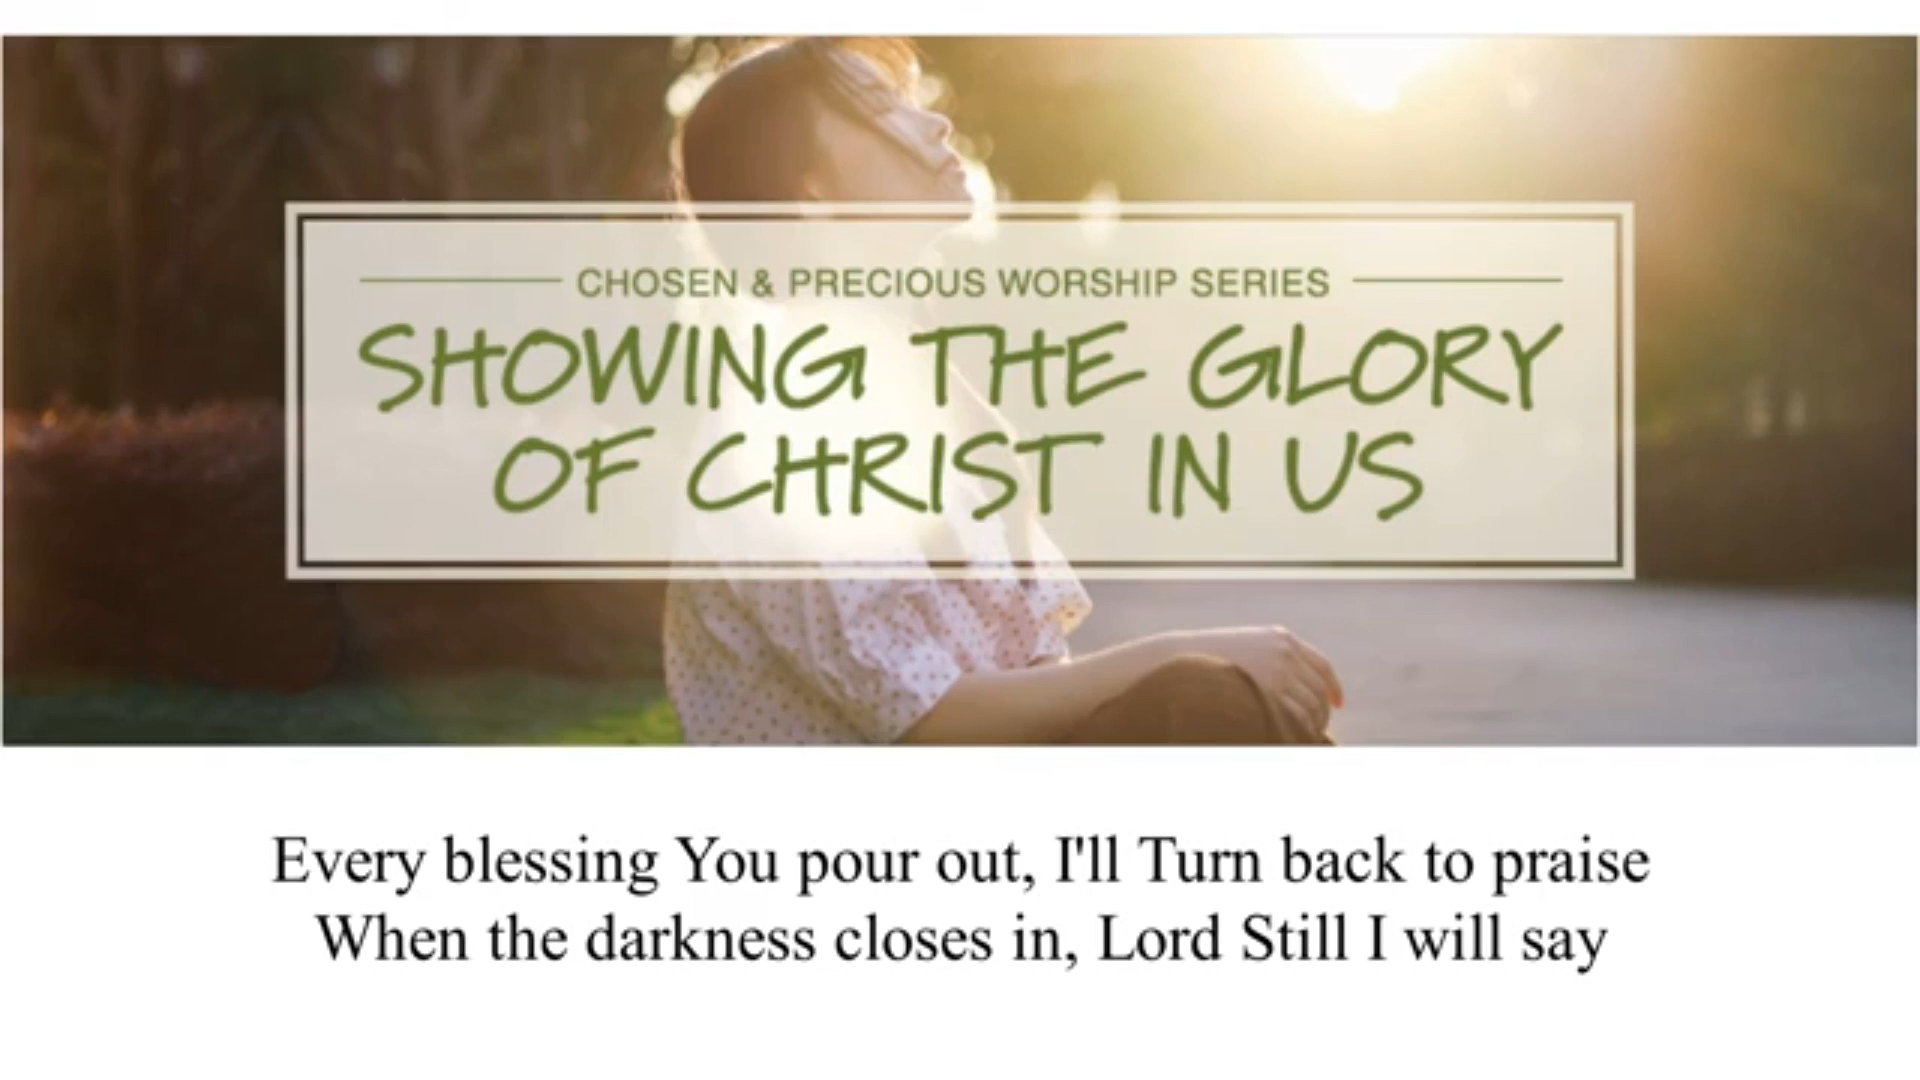 CHOSEN & PRECIOUS WORSHIP SERIES
SHOWING THE GLORY
OF CHRIST IN US
Every blessing You pour out, I'll Turn back to praise
When the darkness closes in, Lord Still I will say